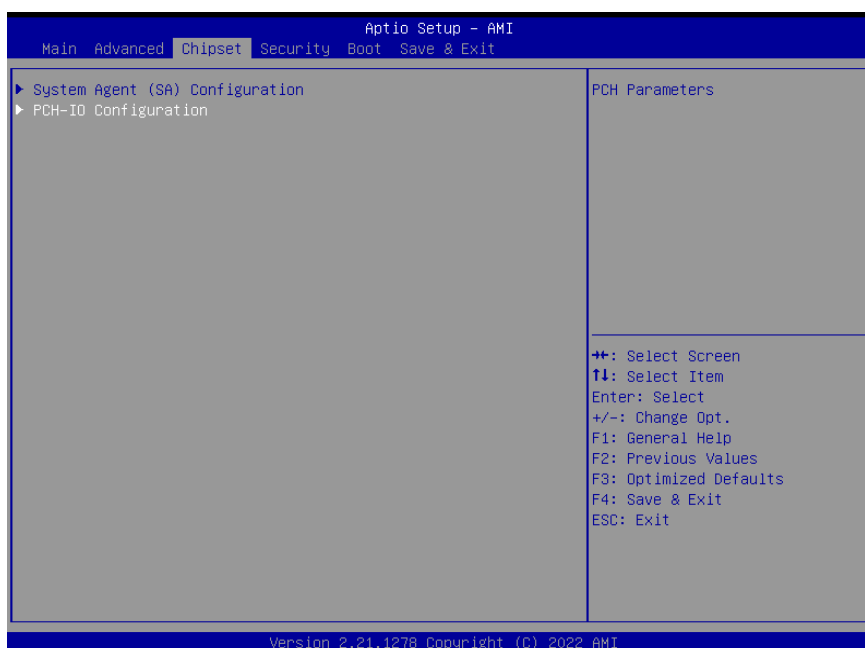 Aptio Setup – AMI
Main Advanced Chipset Security Boot Save & Exit
▶ System Agent (SA) Configuration
▶ PCH-IO Configuration
PCH Parameters
→←: Select Screen
↑↓: Select Item
Enter: Select
+/-: Change Opt.
F1: General Help
F2: Previous Values
F3: Optimized Defaults
F4: Save & Exit
ESC: Exit
Version 2.21.1278 Copyright (C) 2022 AMI